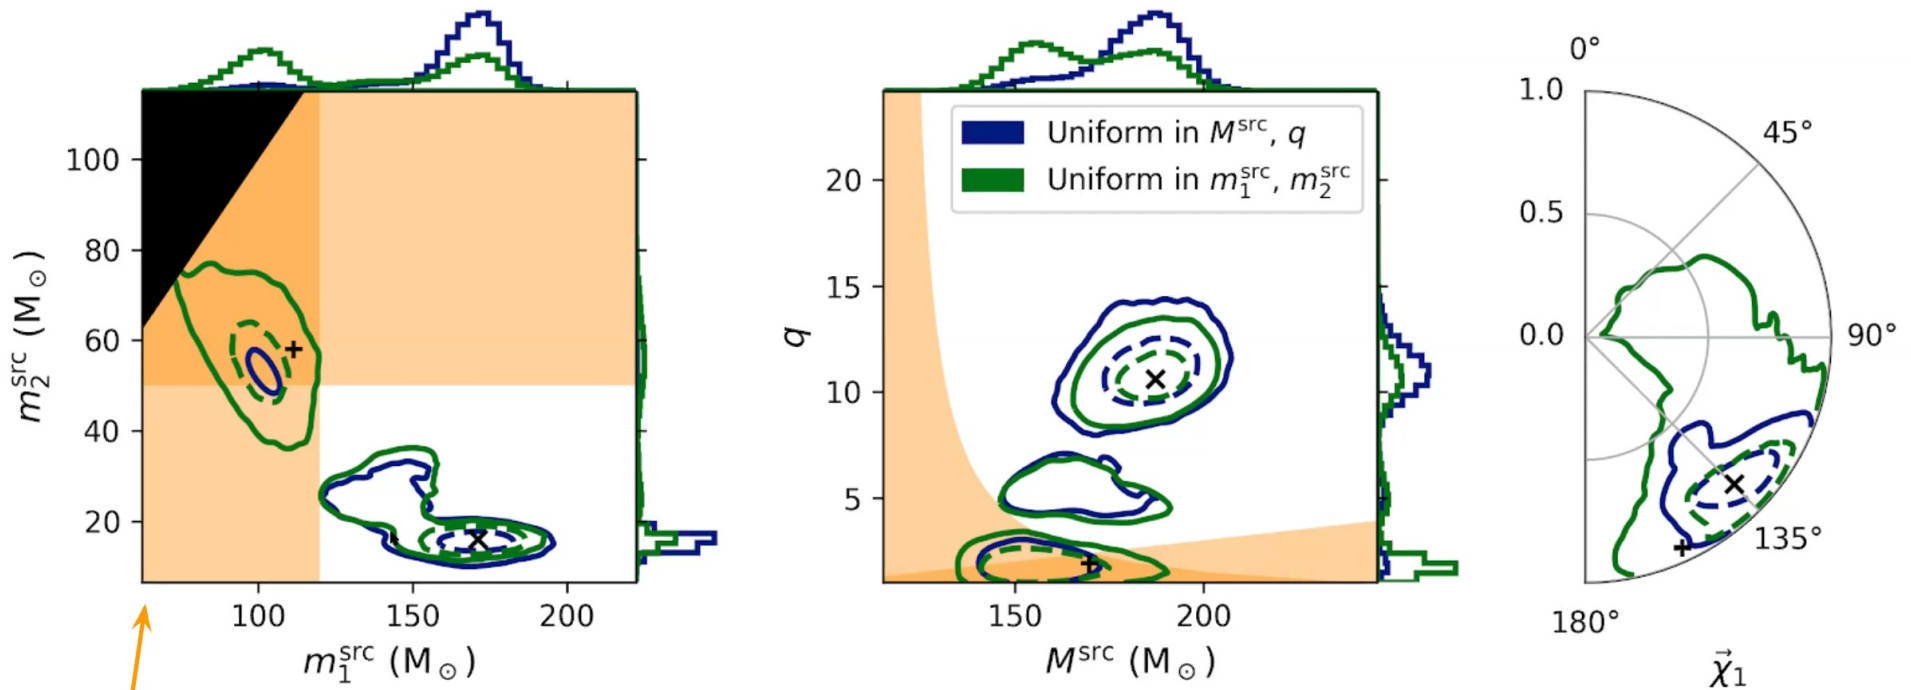 100
80
60
40
20
m₂ˢʳᶜ (M⊙)
100 150 200
m₁ˢʳᶜ (M⊙)
20
15
10
5
q
Uniform in Mˢʳᶜ, q
Uniform in m₁ˢʳᶜ, m₂ˢʳᶜ
150 200
Mˢʳᶜ (M⊙)
0°
1.0
45°
0.5
0.0
90°
135°
180°
χ⃗₁